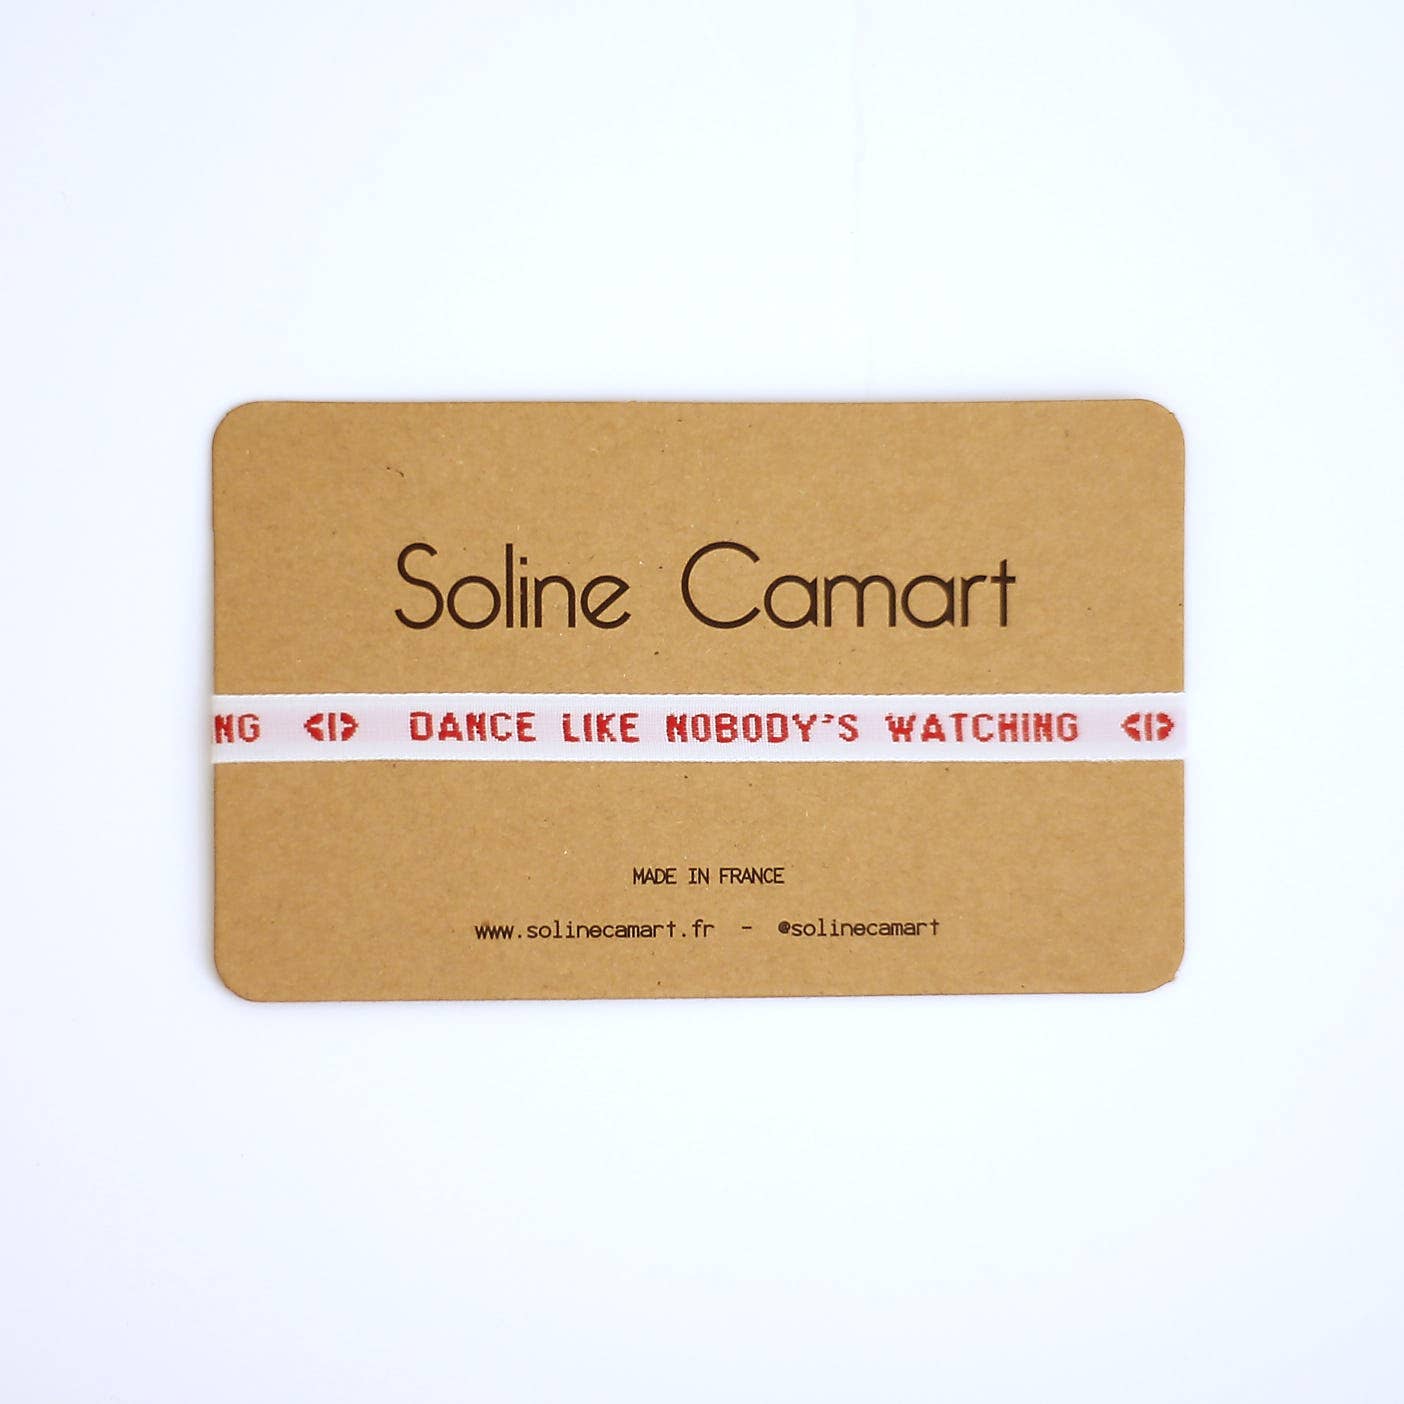 Soline Camart
NG <I> DANCE LIKE NOBODY'S WATCHING <I>
MADE IN FRANCE
www.solinecamart.fr - @solinecamart